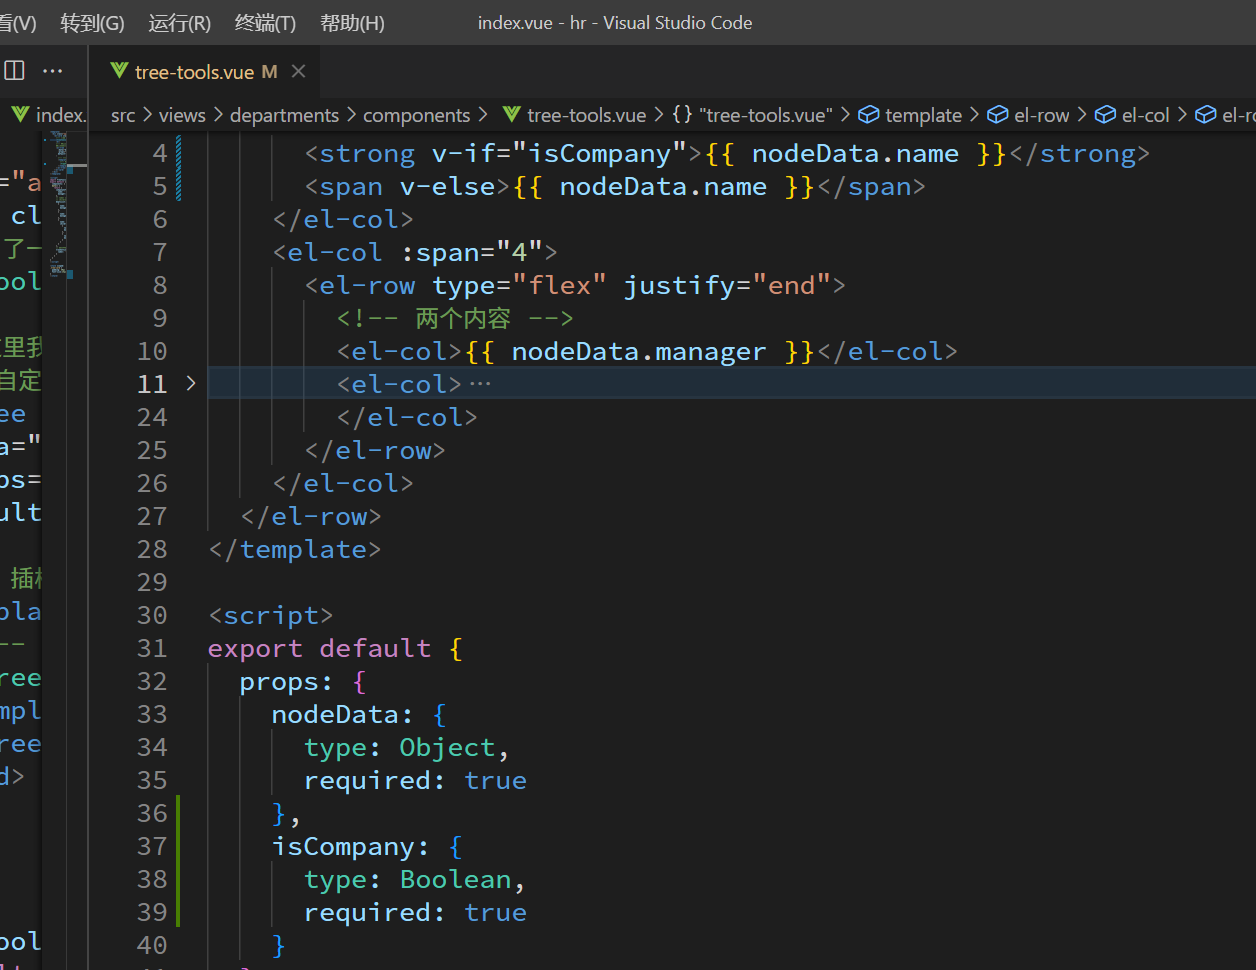 看(V) 转到(G) 运行(R) 终端(T) 帮助(H) index.vue - hr - Visual Studio Code
tree-tools.vue M
index.
src views departments components tree-tools.vue {} "tree-tools.vue" template el-row el-col
="a
cl
了一
ool
里我
自定
ee
a="
ps=
ult
插
pla
--
ree
mpl
ree
d>
ool
4 <strong v-if="isCompany">{{ nodeData.name }}</strong>
5 <span v-else>{{ nodeData.name }}</span>
6 </el-col>
7 <el-col :span="4">
8 <el-row type="flex" justify="end">
9 <!-- 两个内容 -->
10 <el-col>{{ nodeData.manager }}</el-col>
11 <el-col>…
24 </el-col>
25 </el-row>
26 </el-col>
27 </el-row>
28 </template>
29
30 <script>
31 export default {
32 props: {
33 nodeData: {
34 type: Object,
35 required: true
36 },
37 isCompany: {
38 type: Boolean,
39 required: true
40 }